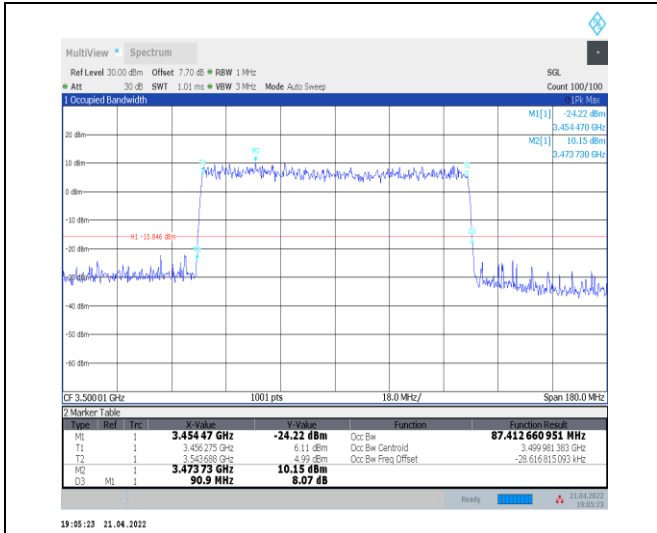 MultiView Spectrum
Ref Level 30.00 dBm Offset 7.70 dB RBW 1 MHz SGL
Att 30 dB SWT 1.01 ms VBW 3 MHz Mode Auto Sweep Count 100/100
1 Occupied Bandwidth 1Pk Max
M1[1] -24.22 dBm
3.454 470 GHz
20 dBm
M2[1] 10.15 dBm
3.473 730 GHz
10 dBm
0 dBm
-10 dBm
H1 -15.846 dBm
-20 dBm
-30 dBm
-40 dBm
-50 dBm
-60 dBm
CF 3.500 01 GHz 1001 pts 18.0 MHz/ Span 180.0 MHz
2 Marker Table
Type Ref Trc X-Value Y-Value Function Function Result
M1 1 3.454 47 GHz -24.22 dBm Occ Bw 87.412 660 951 MHz
T1 1 3.456 275 GHz 6.11 dBm Occ Bw Centroid 3.499 981 383 GHz
T2 1 3.543 688 GHz 4.99 dBm Occ Bw Freq Offset -28.616 815 093 kHz
M2 1 3.473 73 GHz 10.15 dBm
D3 M1 1 90.9 MHz 8.07 dB
Ready 21.04.2022
19:05:23
19:05:23 21.04.2022